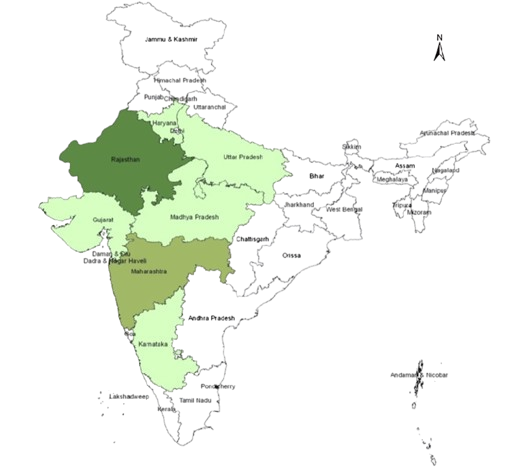 N
Jammu & Kashmir
Himachal Pradesh
Punjab
Chandigarh
Uttaranchal
Haryana
Delhi
Arunachal Pradesh
Rajasthan
Uttar Pradesh
Sikkim
Assam
Nagaland
Bihar
Meghalaya
Manipur
Jharkhand
West Bengal
Tripura
Mizoram
Gujarat
Madhya Pradesh
Chattisgarh
Daman & Diu
Dadra & Nagar Haveli
Orissa
Maharashtra
Andhra Pradesh
Goa
Karnataka
Andaman & Nicobar
Pondicherry
Lakshadweep
Tamil Nadu
Kerala